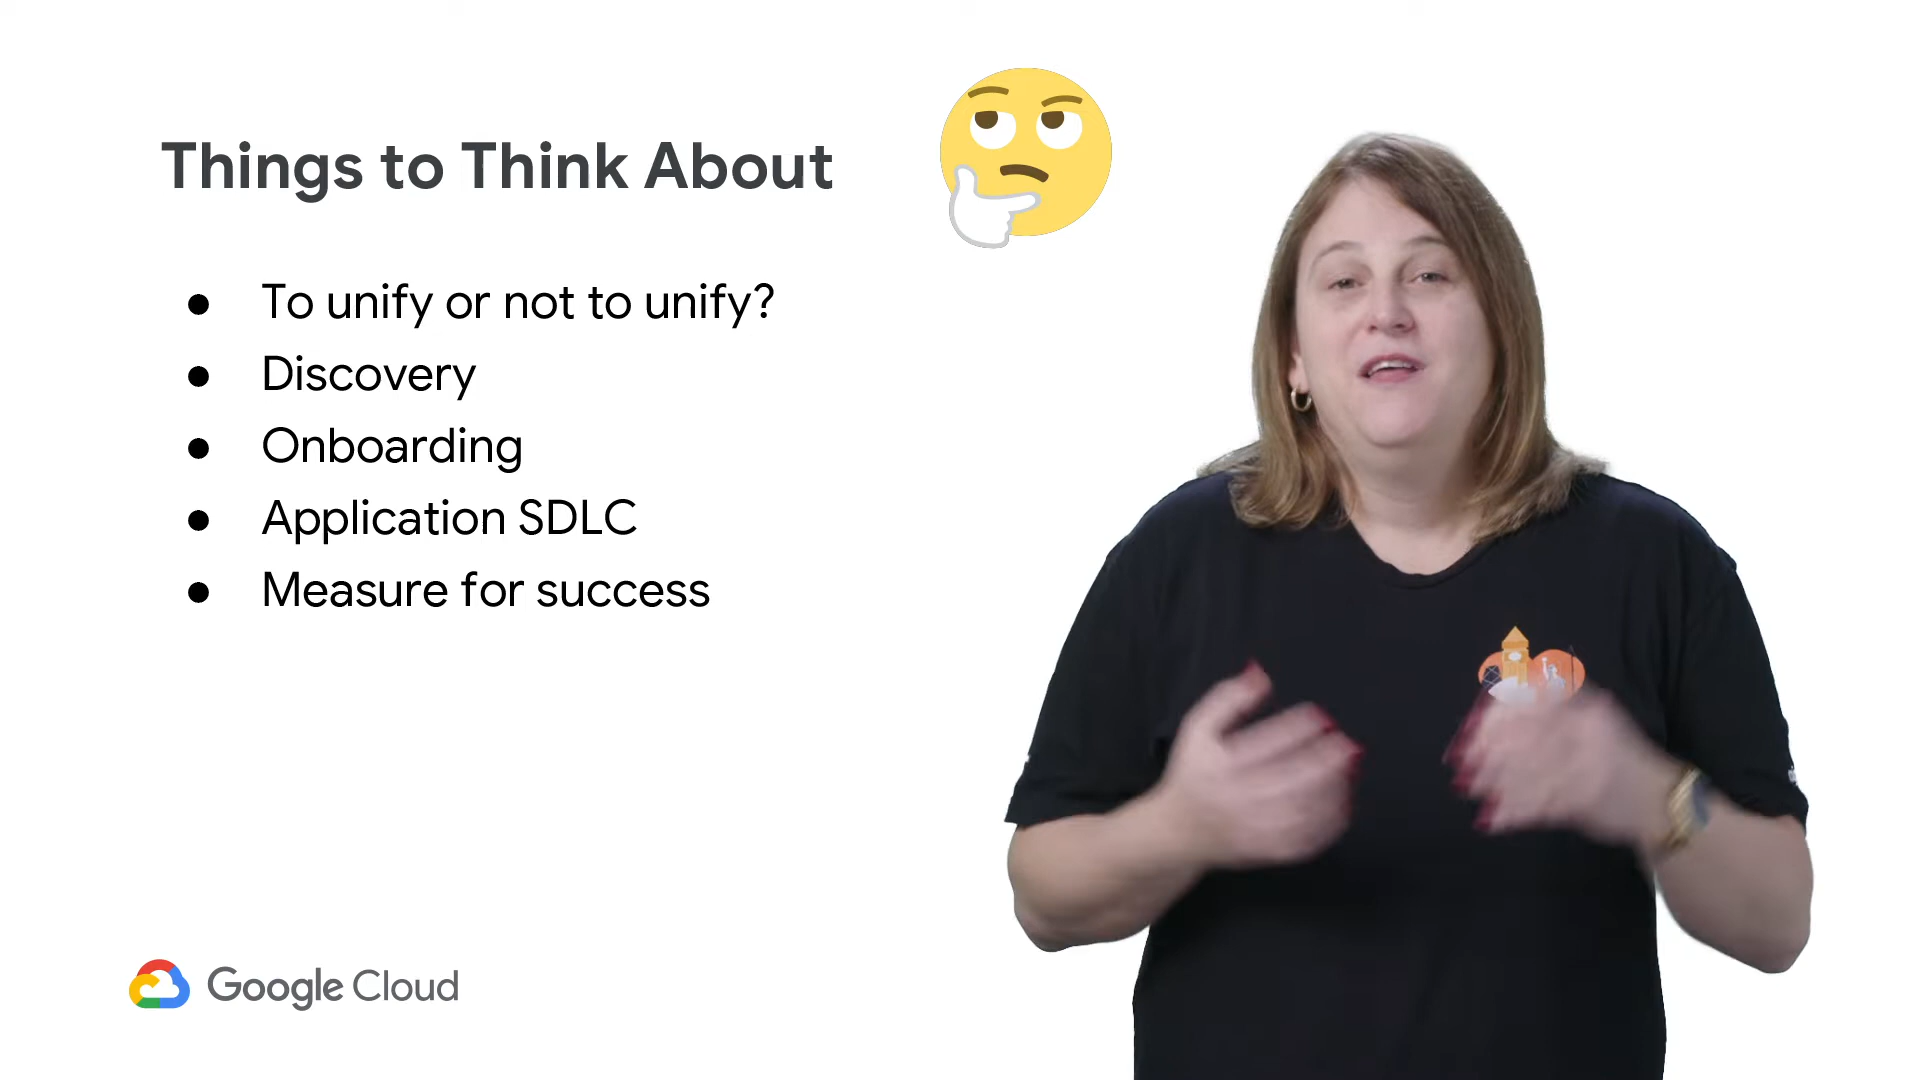 Things to Think About
● To unify or not to unify?
● Discovery
● Onboarding
● Application SDLC
● Measure for success
Google Cloud